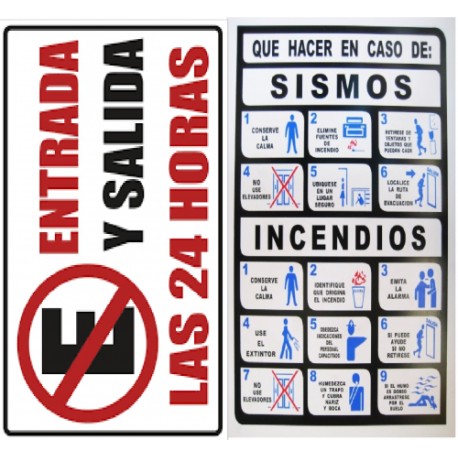 ENTRADA
Y SALIDA
LAS 24 HORAS
E
QUE HACER EN CASO DE:
SISMOS
1
CONSERVE
LA
CALMA
2
ELIMINE
FUENTES
DE
INCENDIO
3
RETIRESE DE
VENTANAS Y
OBJETOS QUE
PUEDAN CAER
4
NO
USE
ELEVADORES
5
UBIQUESE
EN UN
LUGAR
SEGURO
6
LOCALICE
LA RUTA
DE
EVACUACION
INCENDIOS
1
CONSERVE
LA
CALMA
2
IDENTIFIQUE
QUE ORIGINA
EL INCENDIO
3
EMITA
LA
ALARMA
4
USE
EL
EXTINTOR
5
OBEDEZCA
INDICACIONES
DEL
PERSONAL
6
SI PUEDE
AYUDE
SI NO
RETIRESE
7
NO
USE
ELEVADORES
8
HUMEDEZCA
UN TRAPO
Y CUBRA
NARIZ
Y BOCA
9
SI EL HUMO
ES DENSO
ARRASTRESE
POR EL
SUELO